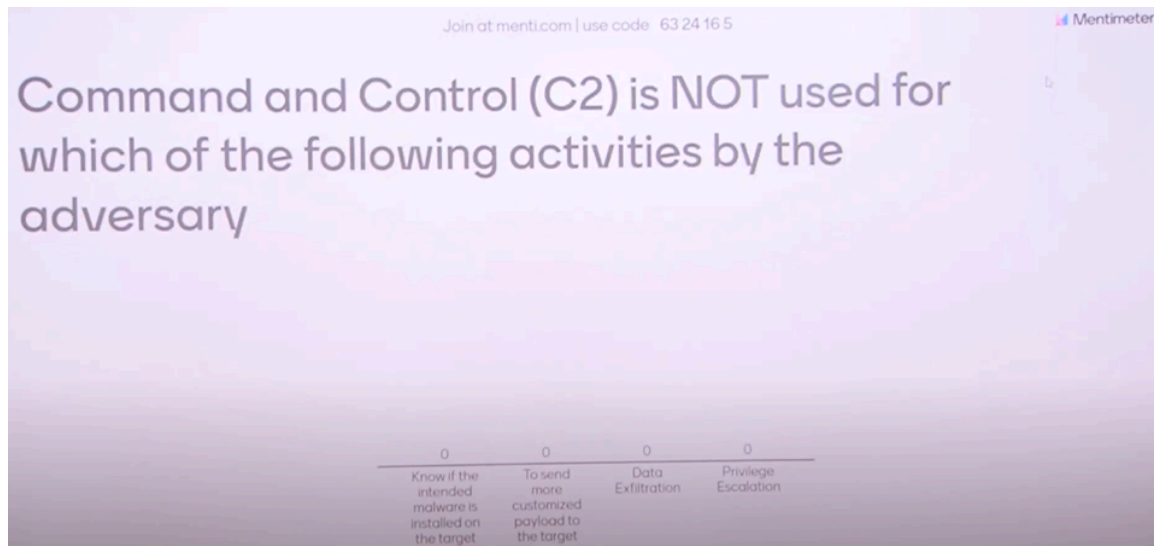 Join at menti.com | use code 63 24 16 5
Mentimeter
Command and Control (C2) is NOT used for
which of the following activities by the
adversary
0
0
0
0
Know if the
intended
malware is
installed on
the target
To send
more
customized
payload to
the target
Data
Exfiltration
Privilege
Escalation